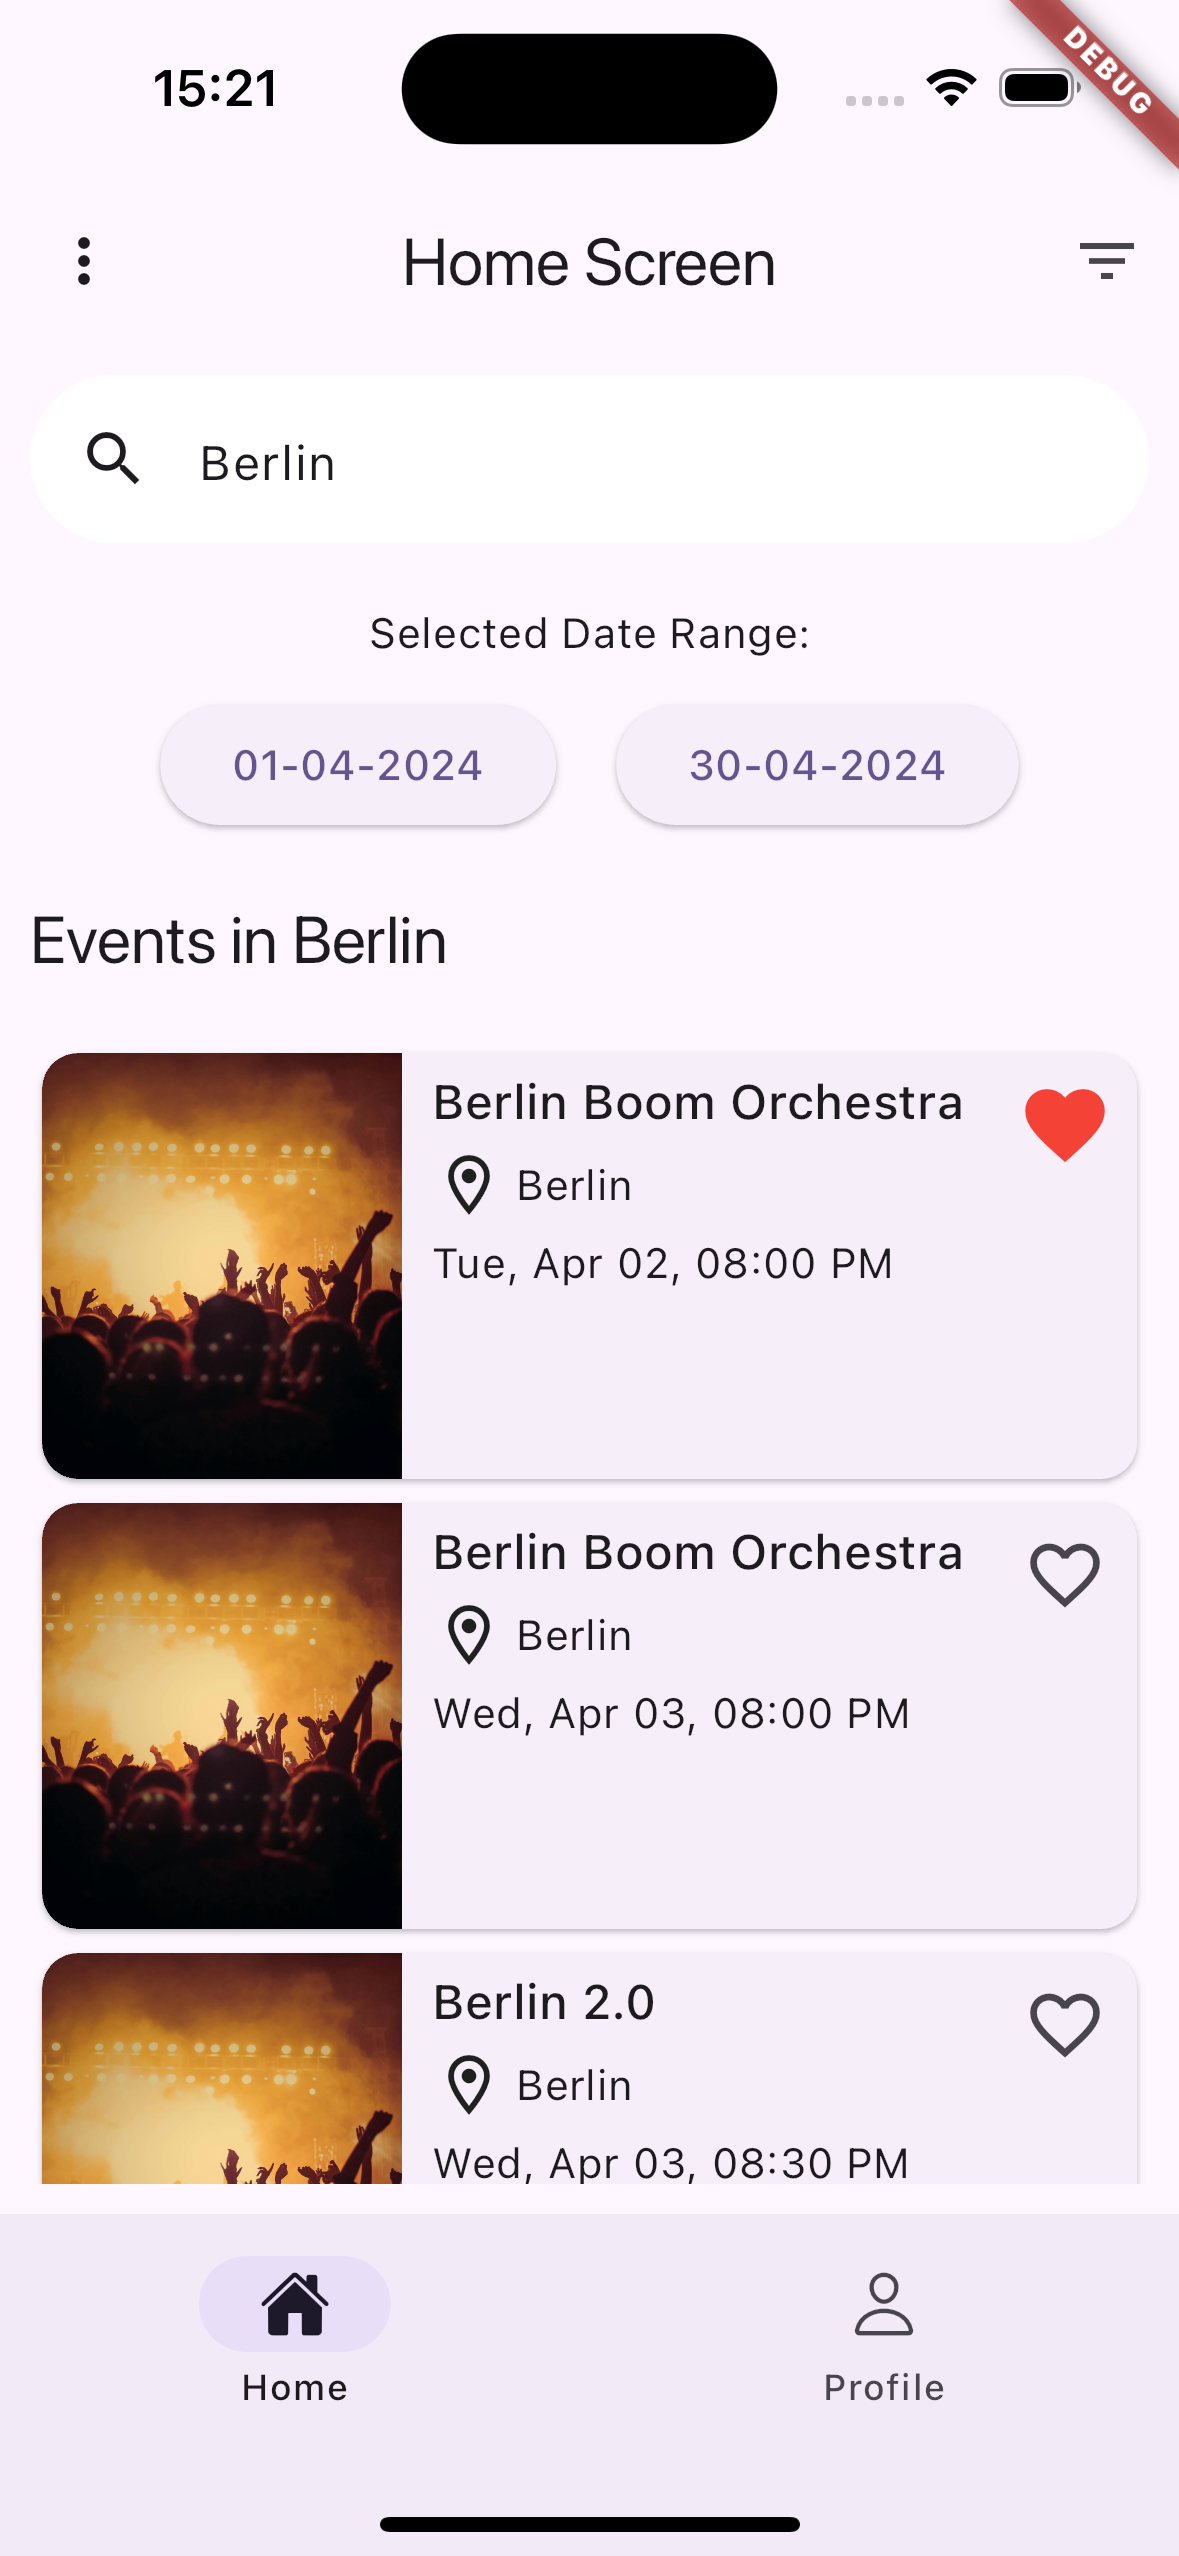 15:21
DEBUG
Home Screen
Berlin
Selected Date Range:
01-04-2024 30-04-2024
Events in Berlin
Berlin Boom Orchestra
Berlin
Tue, Apr 02, 08:00 PM
Berlin Boom Orchestra
Berlin
Wed, Apr 03, 08:00 PM
Berlin 2.0
Berlin
Wed, Apr 03, 08:30 PM
Home Profile